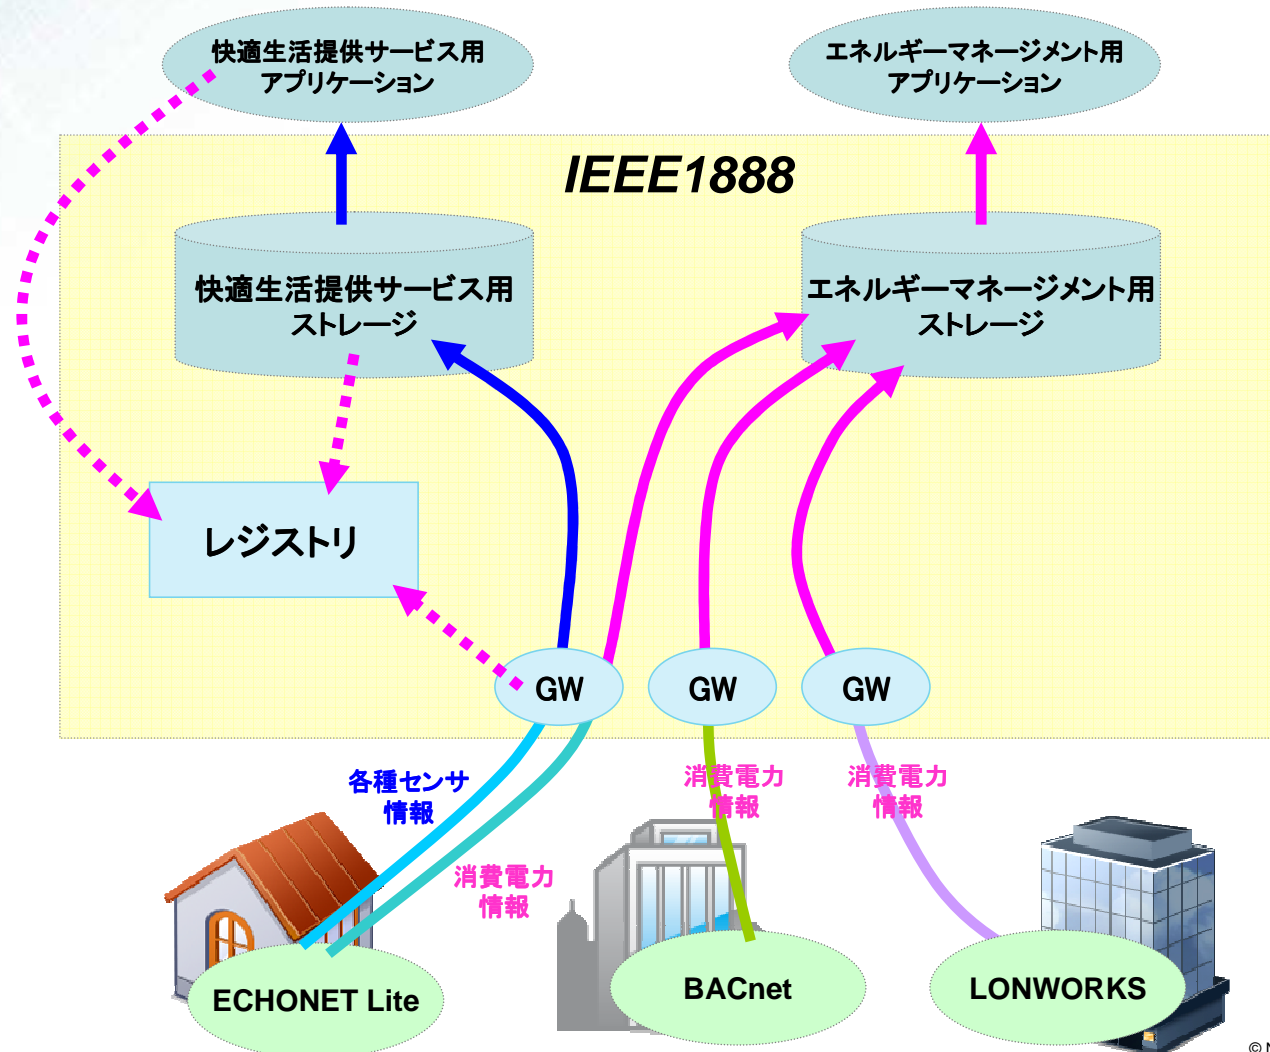 快適生活提供サービス用
アプリケーション
エネルギーマネージメント用
アプリケーション
IEEE1888
快適生活提供サービス用
ストレージ
エネルギーマネージメント用
ストレージ
レジストリ
GW
GW
GW
各種センサ
情報
消費電力
情報
消費電力
情報
消費電力
情報
ECHONET Lite
BACnet
LONWORKS
© N